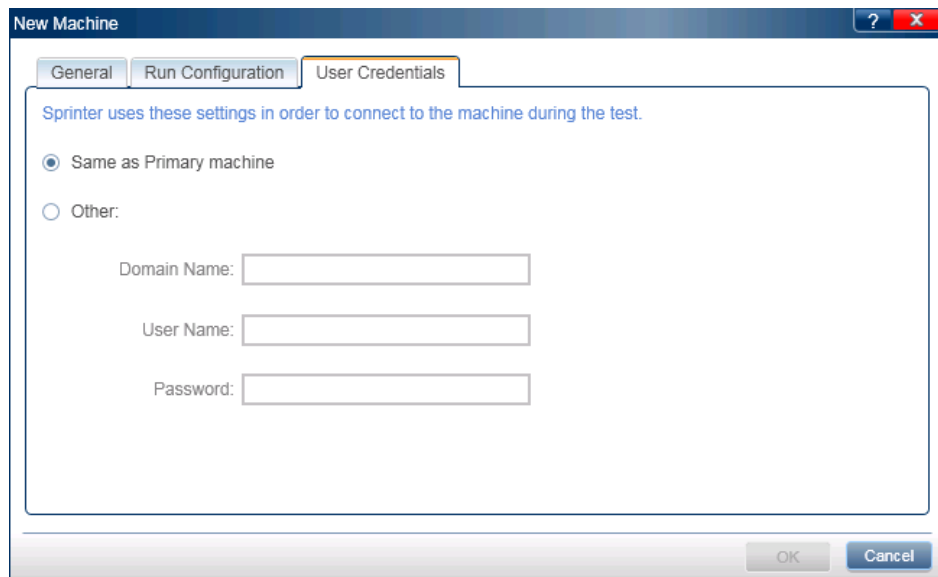 New Machine ?
General Run Configuration User Credentials
Sprinter uses these settings in order to connect to the machine during the test.
Same as Primary machine
Other:
Domain Name:
User Name:
Password:
OK Cancel